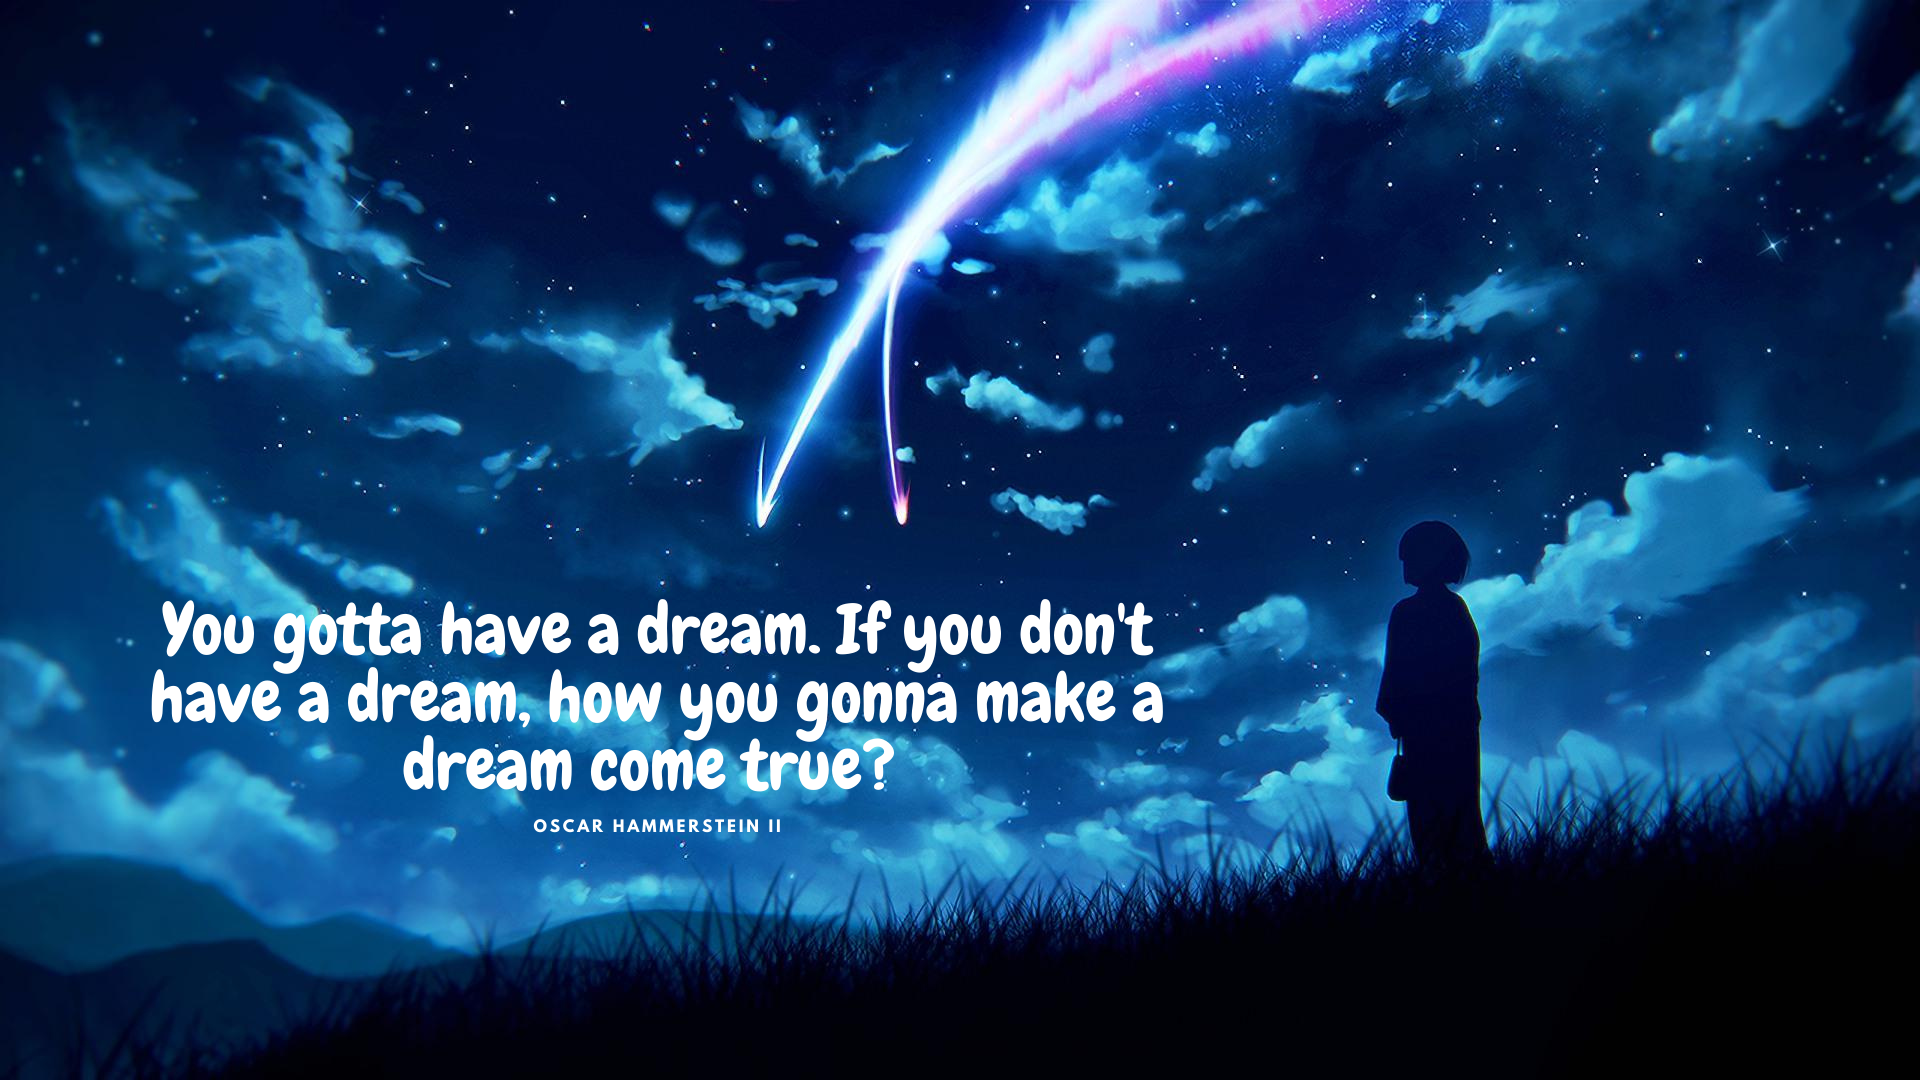 You gotta have a dream. If you don't
have a dream, how you gonna make a
dream come true?
OSCAR HAMMERSTEIN II